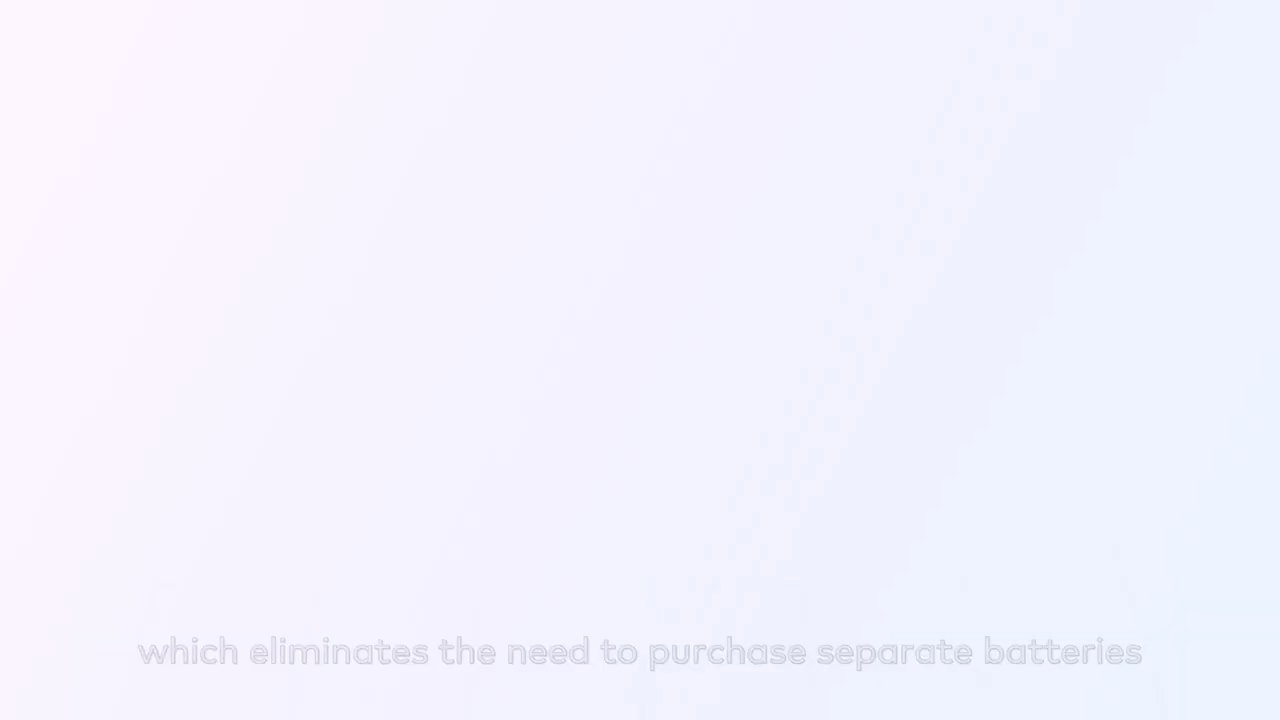 which eliminates the need to purchase separate batteries